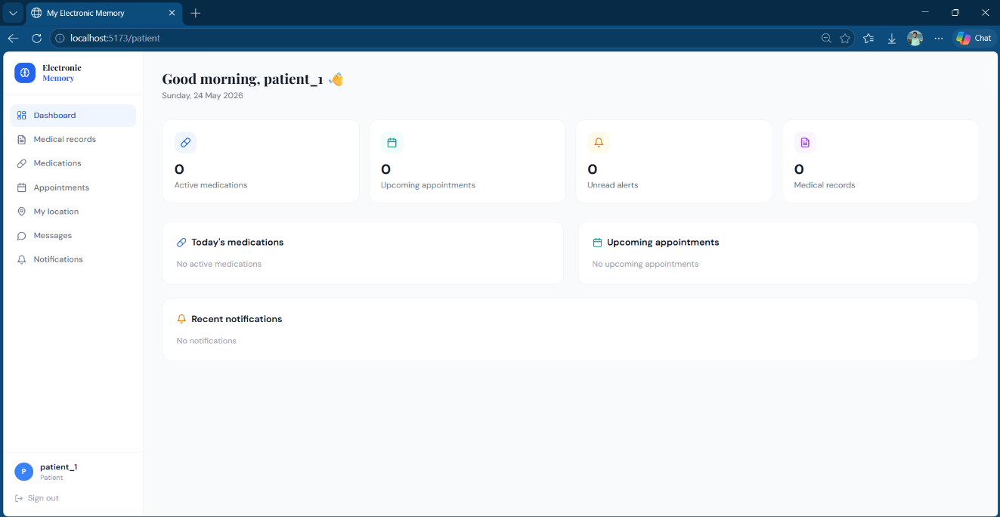 My Electronic Memory
localhost:5173/patient
Chat
Electronic
Memory
Dashboard
Medical records
Medications
Appointments
My location
Messages
Notifications
P
patient_1
Patient
Sign out
Good morning, patient_1 👋
Sunday, 24 May 2026
0
Active medications
0
Upcoming appointments
0
Unread alerts
0
Medical records
Today's medications
No active medications
Upcoming appointments
No upcoming appointments
Recent notifications
No notifications